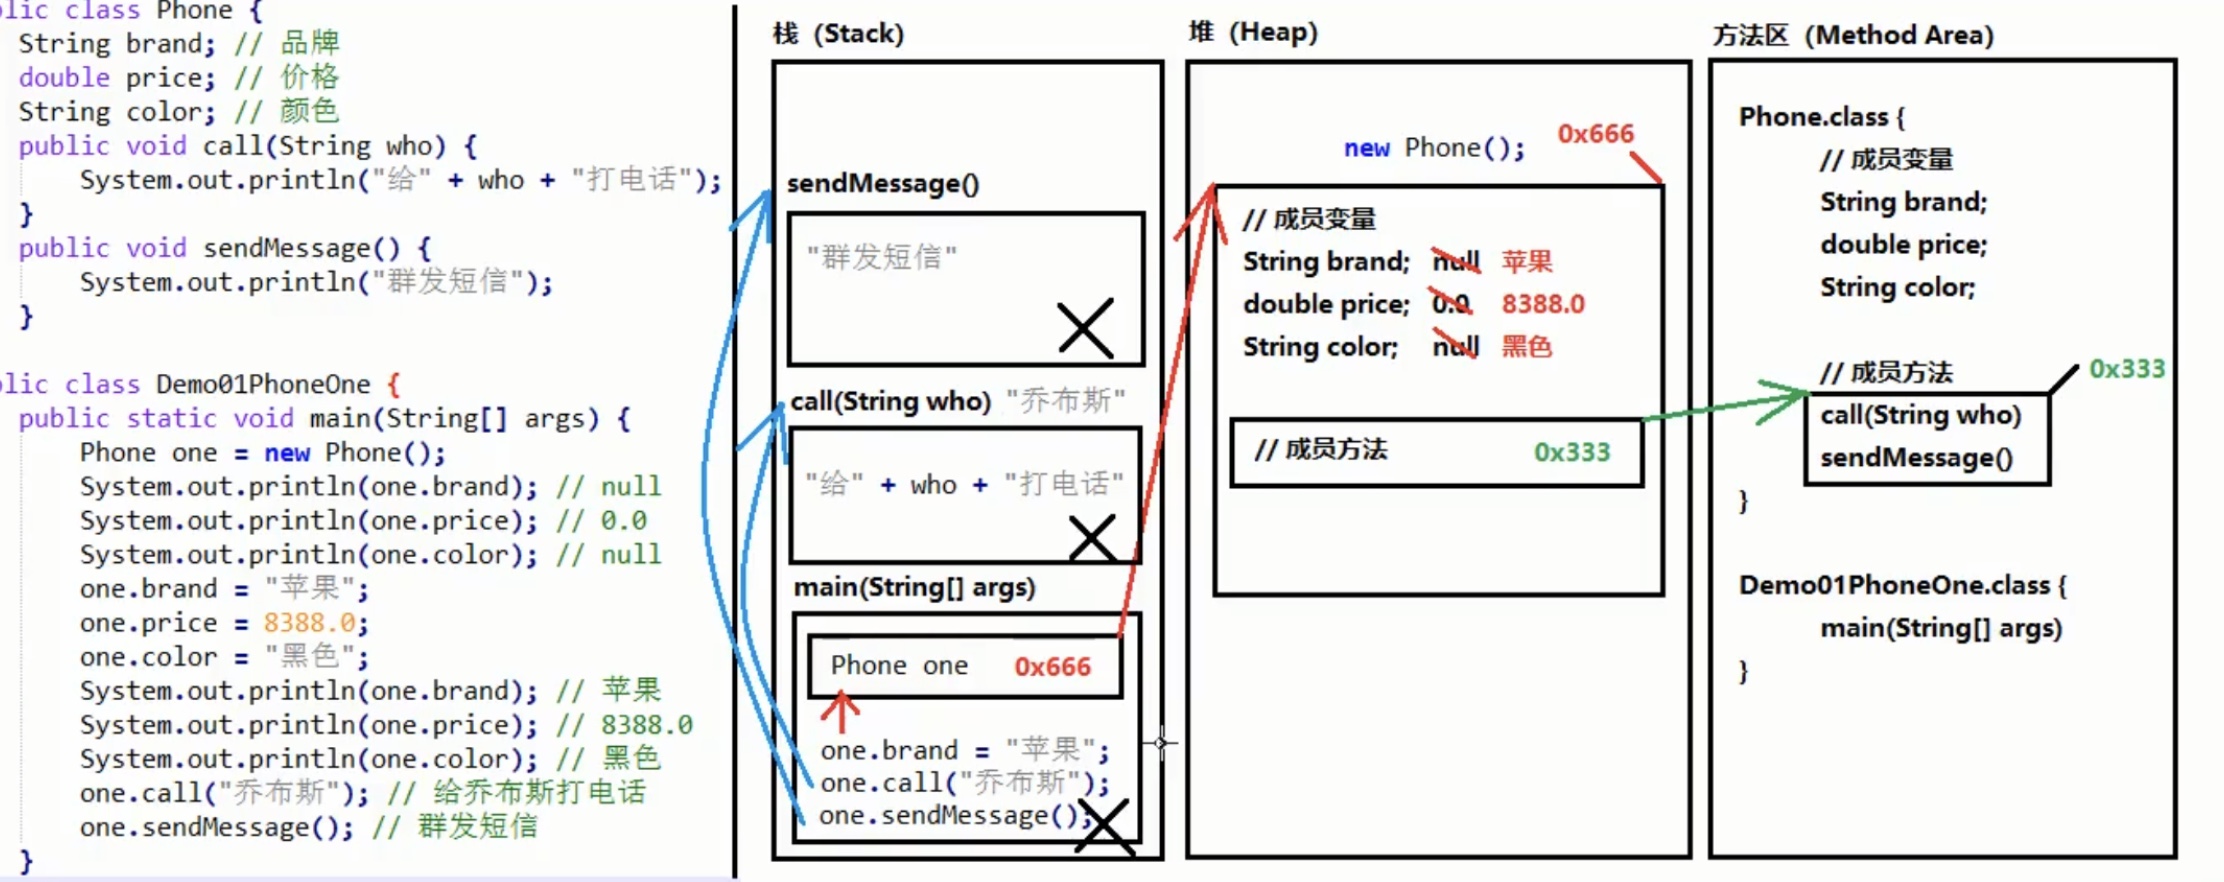 lic class Phone {
String brand; // 品牌
double price; // 价格
String color; // 颜色
public void call(String who) {
System.out.println("给" + who + "打电话");
}
public void sendMessage() {
System.out.println("群发短信");
}
lic class Demo01PhoneOne {
public static void main(String[] args) {
Phone one = new Phone();
System.out.println(one.brand); // null
System.out.println(one.price); // 0.0
System.out.println(one.color); // null
one.brand = "苹果";
one.price = 8388.0;
one.color = "黑色";
System.out.println(one.brand); // 苹果
System.out.println(one.price); // 8388.0
System.out.println(one.color); // 黑色
one.call("乔布斯"); // 给乔布斯打电话
one.sendMessage(); // 群发短信
}
栈 (Stack)
sendMessage()
"群发短信"
call(String who) "乔布斯"
"给" + who + "打电话"
main(String[] args)
Phone one 0x666
one.brand = "苹果";
one.call("乔布斯");
one.sendMessage();
堆 (Heap)
new Phone(); 0x666
// 成员变量
String brand; null 苹果
double price; 0.0 8388.0
String color; null 黑色
// 成员方法 0x333
方法区 (Method Area)
Phone.class {
// 成员变量
String brand;
double price;
String color;
// 成员方法 0x333
call(String who)
sendMessage()
}
Demo01PhoneOne.class {
main(String[] args)
}